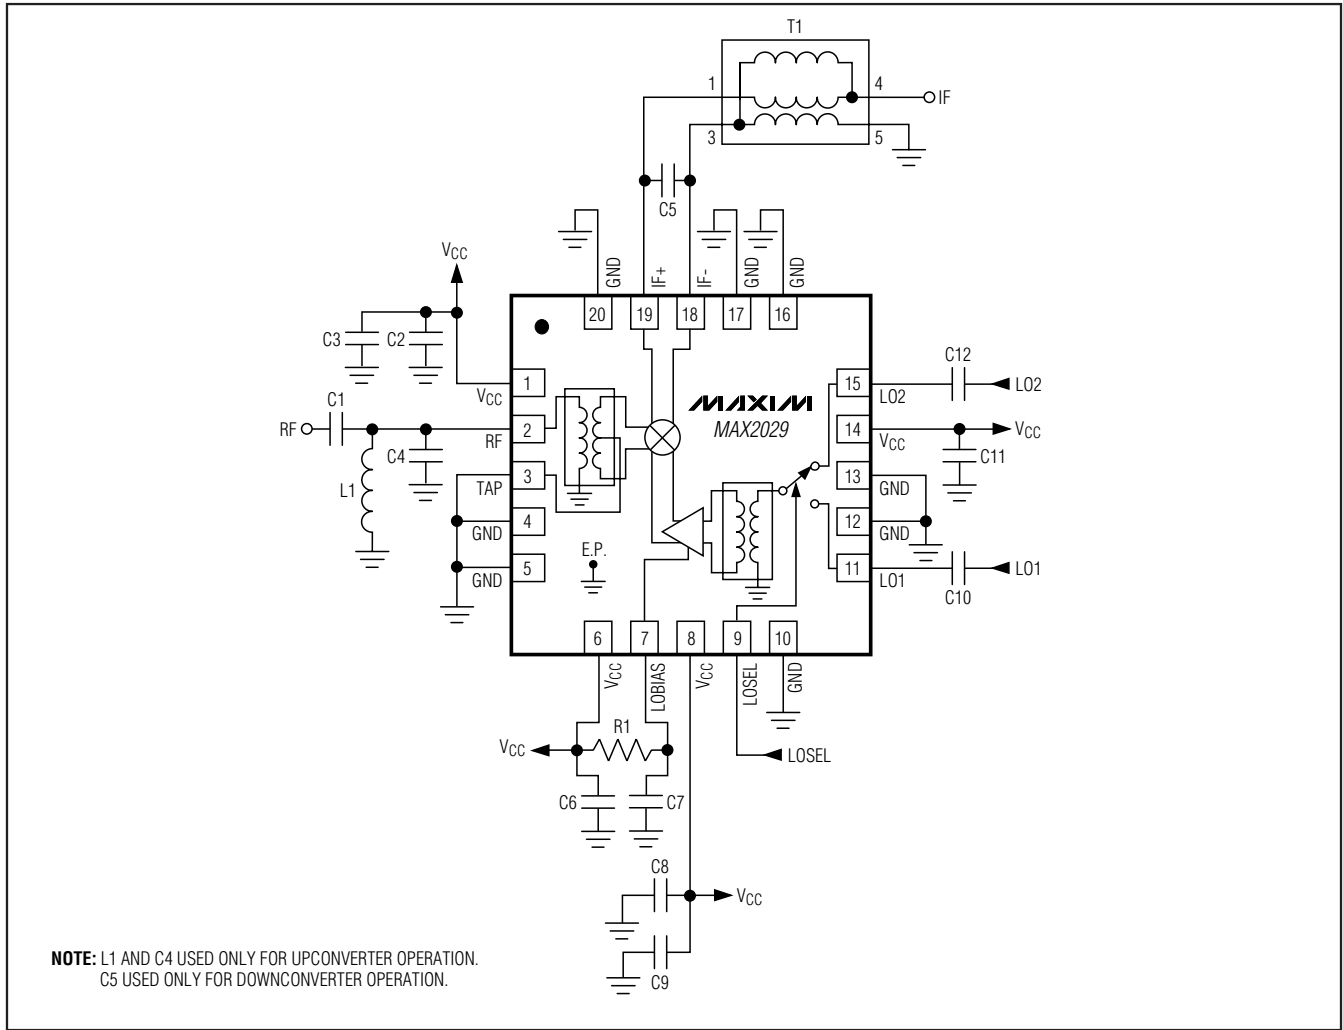 T1
1
4
IF
3
5
C5
VCC
GND
IF+
IF-
GND
GND
20
19
18
17
16
C3
C2
C12
1
15
LO2
VCC
LO2
C1
MAXIM
MAX2029
RF
2
14
VCC
RF
VCC
C4
C11
3
13
L1
TAP
GND
4
12
GND
GND
E.P.
5
11
LO1
GND
LO1
C10
6
7
8
9
10
VCC
LOBIAS
VCC
LOSEL
GND
R1
VCC
LOSEL
C6
C7
C8
VCC
C9
NOTE: L1 AND C4 USED ONLY FOR UPCONVERTER OPERATION.
C5 USED ONLY FOR DOWNCONVERTER OPERATION.